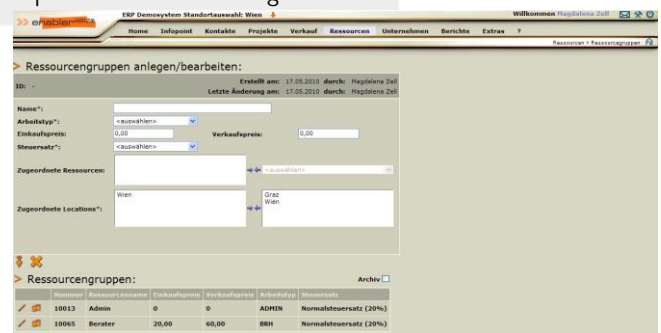 >> enabler
ERP Demosystem Standortauswahl: Wien
Willkommen Magdalena Zell
Home Infopoint Kontakte Projekte Verkauf Ressourcen Unternehmen Berichte Extras ?
Ressourcen > Ressourcengruppen
> Ressourcengruppen anlegen/bearbeiten:
ID: -
Erstellt am: 17.05.2010 durch: Magdalena Zell
Letzte Änderung am: 17.05.2010 durch: Magdalena Zell
Name*:
Arbeitstyp*: <auswählen>
Einkaufspreis: 0,00 Verkaufspreis: 0,00
Steuersatz*: <auswählen>
Zugeordnete Ressourcen: <auswählen>
Wien Graz
Wien
Zugeordnete Locations*:
> Ressourcengruppen: Archiv
Nummer Ressourcenname Einkaufspreis Verkaufspreis Arbeitstyp Steuersatz
10013 Admin 0 0 ADMIN Normalsteuersatz (20%)
10065 Berater 20,00 60,00 BRH Normalsteuersatz (20%)